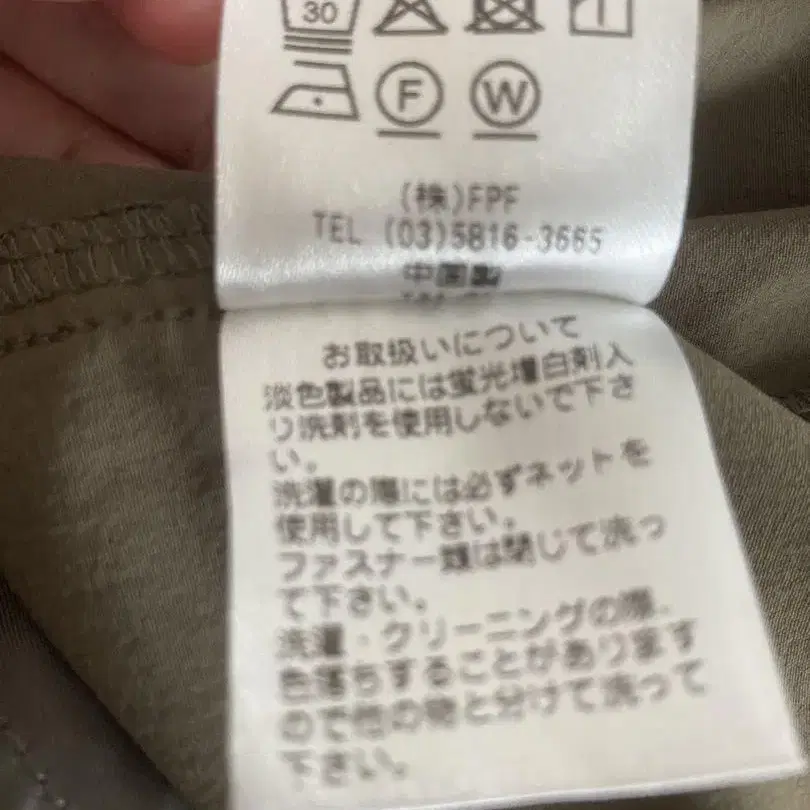 30
F W
(株)FPF
TEL (03)5816-3665
中国製
お取扱いについて
淡色製品には蛍光増白剤入
り洗剤を使用しないで下さ
い。
洗濯の際には必ずネットを
使用して下さい。
ファスナー類は閉じて洗っ
て下さい。
洗濯・クリーニングの際、
色落ちすることがあります
ので他の物と分けて洗って
下さい。